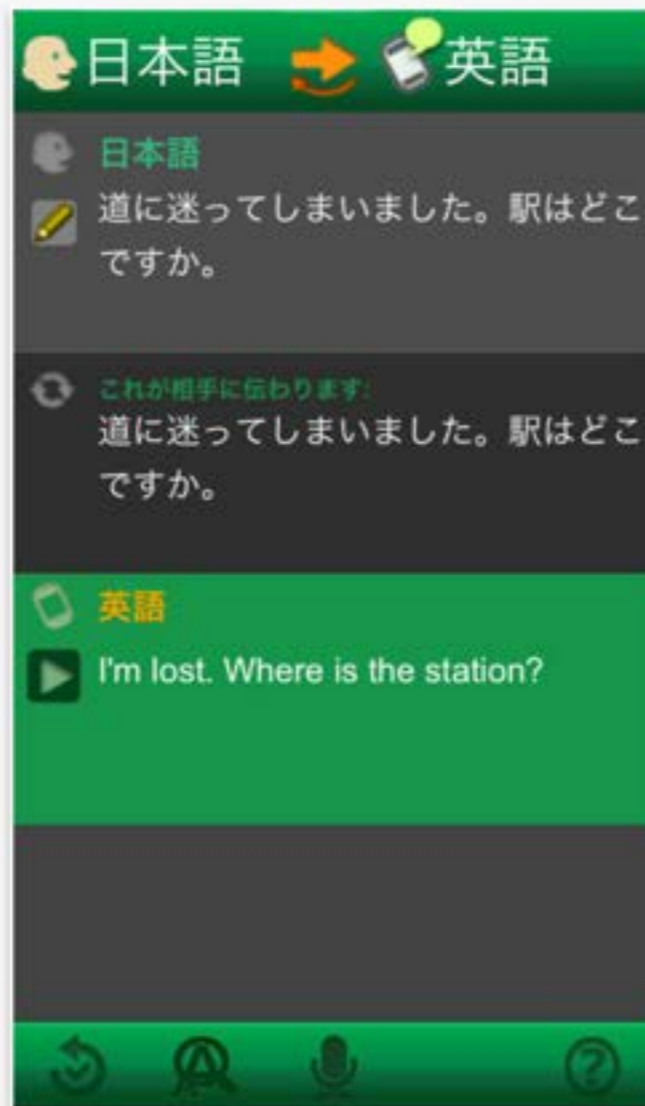 日本語 英語
日本語
道に迷ってしまいました。駅はどこ
ですか。
これが相手に伝わります:
道に迷ってしまいました。駅はどこ
ですか。
英語
I'm lost. Where is the station?